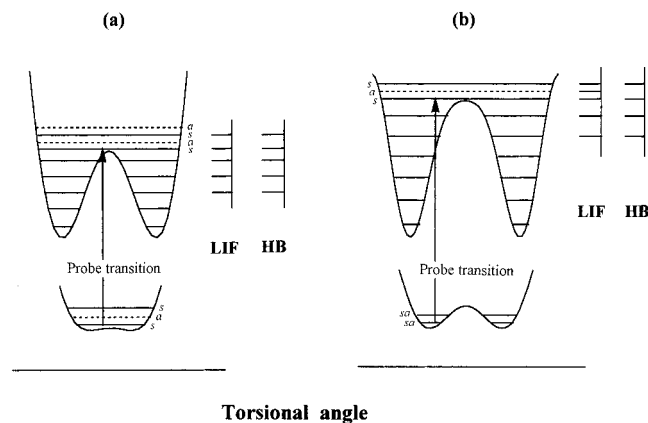 (a)
(b)
a
s
a
s
LIF
HB
Probe transition
s
a
s
s
a
s
LIF
HB
Probe transition
sa
sa
Torsional angle